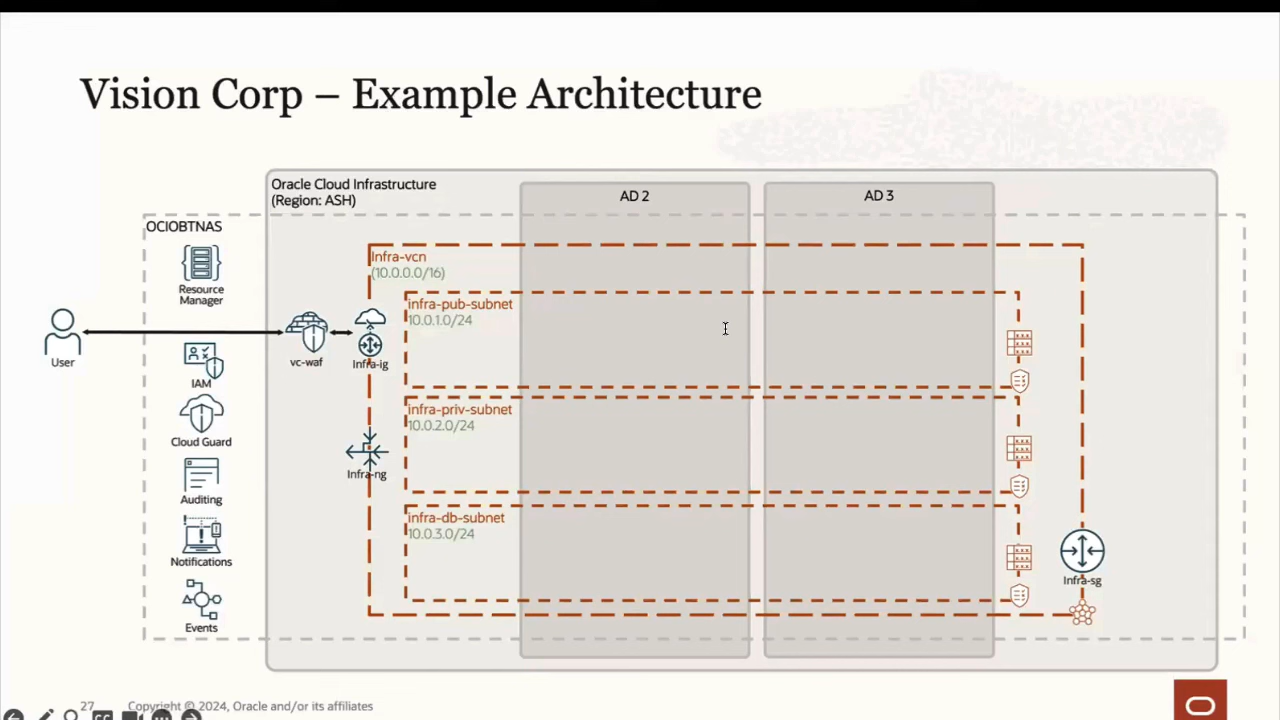 Vision Corp – Example Architecture
Oracle Cloud Infrastructure
(Region: ASH)
AD 2
AD 3
OCIOBTNAS
Resource
Manager
Infra-vcn
(10.0.0.0/16)
infra-pub-subnet
10.0.1.0/24
User
vc-waf
Infra-ig
IAM
infra-priv-subnet
10.0.2.0/24
Cloud Guard
Infra-ng
Auditing
infra-db-subnet
10.0.3.0/24
Notifications
Infra-sg
Events
27
Copyright © 2024, Oracle and/or its affiliates
CC